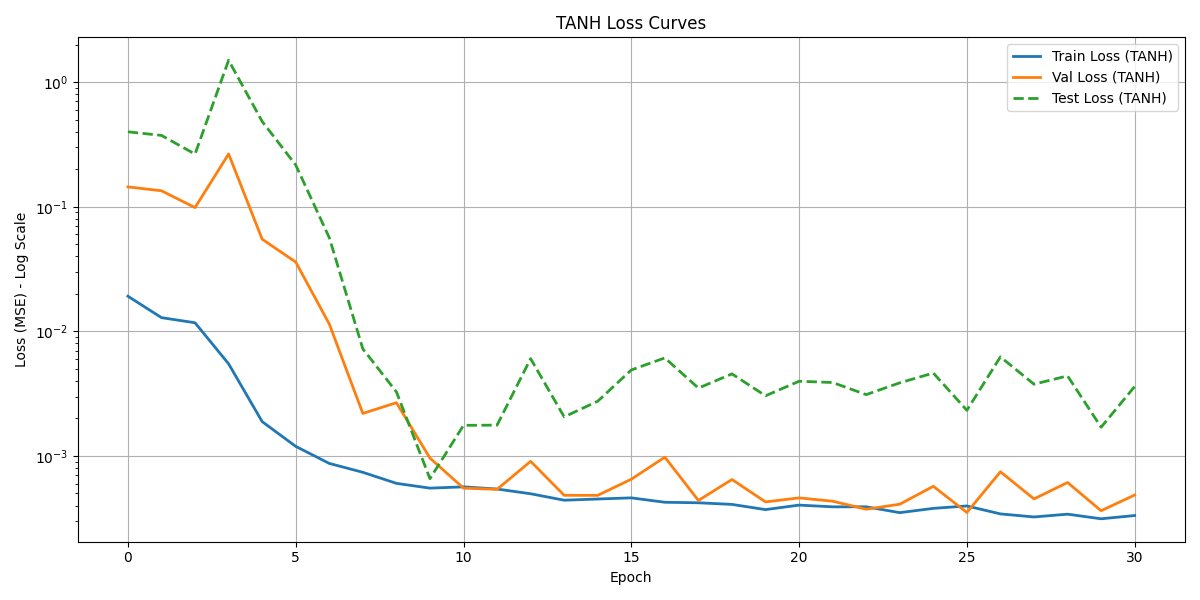 TANH Loss Curves
Train Loss (TANH)
Val Loss (TANH)
Test Loss (TANH)
Loss (MSE) - Log Scale
10⁰
10⁻¹
10⁻²
10⁻³
0 5 10 15 20 25 30
Epoch